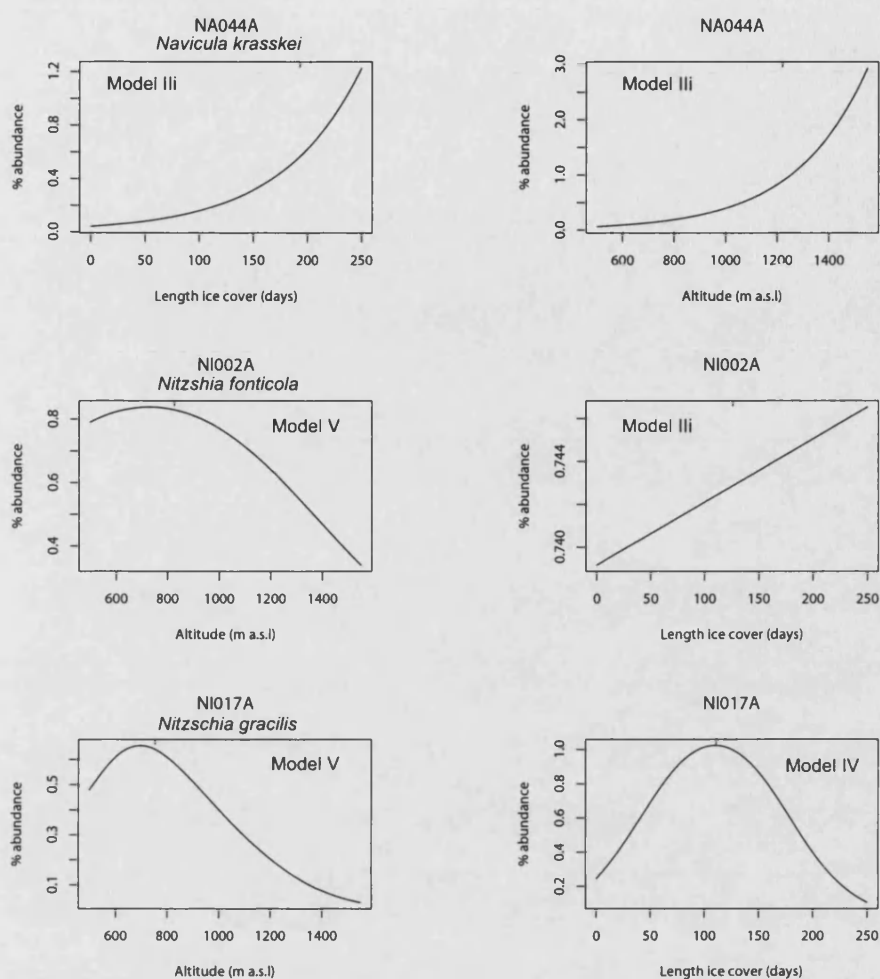 NA044A
Navicula krasskei
Model IIi
% abundance
1.2
0.8
0.4
0.0
0 50 100 150 200 250
Length ice cover (days)
NA044A
Model IIi
% abundance
3.0
2.0
1.0
0.0
600 800 1000 1200 1400
Altitude (m a.s.l)
NI002A
Nitzshia fonticola
Model V
% abundance
0.8
0.6
0.4
600 800 1000 1200 1400
Altitude (m a.s.l)
NI002A
Model IIi
% abundance
0.744
0.740
0 50 100 150 200 250
Length ice cover (days)
NI017A
Nitzschia gracilis
Model V
% abundance
0.5
0.3
0.1
600 800 1000 1200 1400
Altitude (m a.s.l)
NI017A
Model IV
% abundance
1.0
0.8
0.6
0.4
0.2
0 50 100 150 200 250
Length ice cover (days)